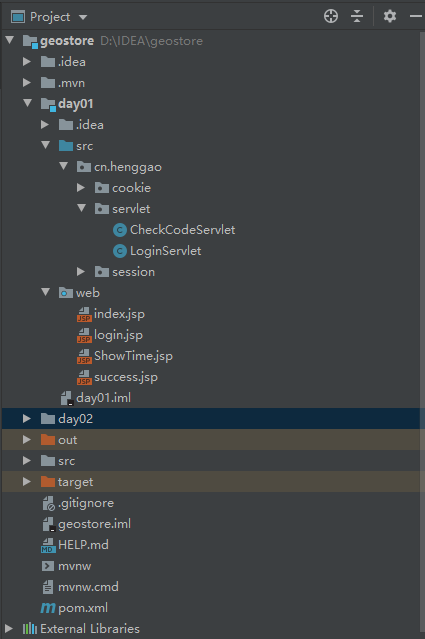 Project
geostore D:\IDEA\geostore
.idea
.mvn
day01
.idea
src
cn.henggao
cookie
servlet
CheckCodeServlet
LoginServlet
session
web
index.jsp
login.jsp
ShowTime.jsp
success.jsp
day01.iml
day02
out
src
target
.gitignore
geostore.iml
HELP.md
mvnw
mvnw.cmd
pom.xml
External Libraries